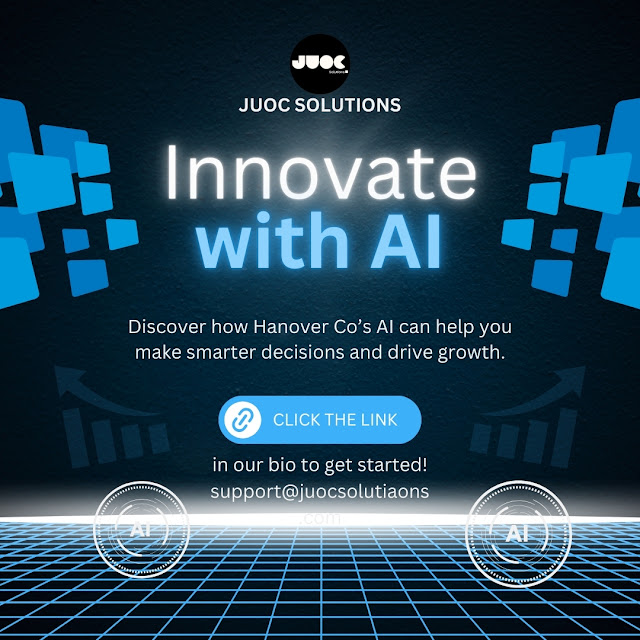 JUOC
SOLUTIONS
JUOC SOLUTIONS
Innovate
with AI
Discover how Hanover Co’s AI can help you
make smarter decisions and drive growth.
CLICK THE LINK
in our bio to get started!
support@juocsolutiaons
.com
AI
AI